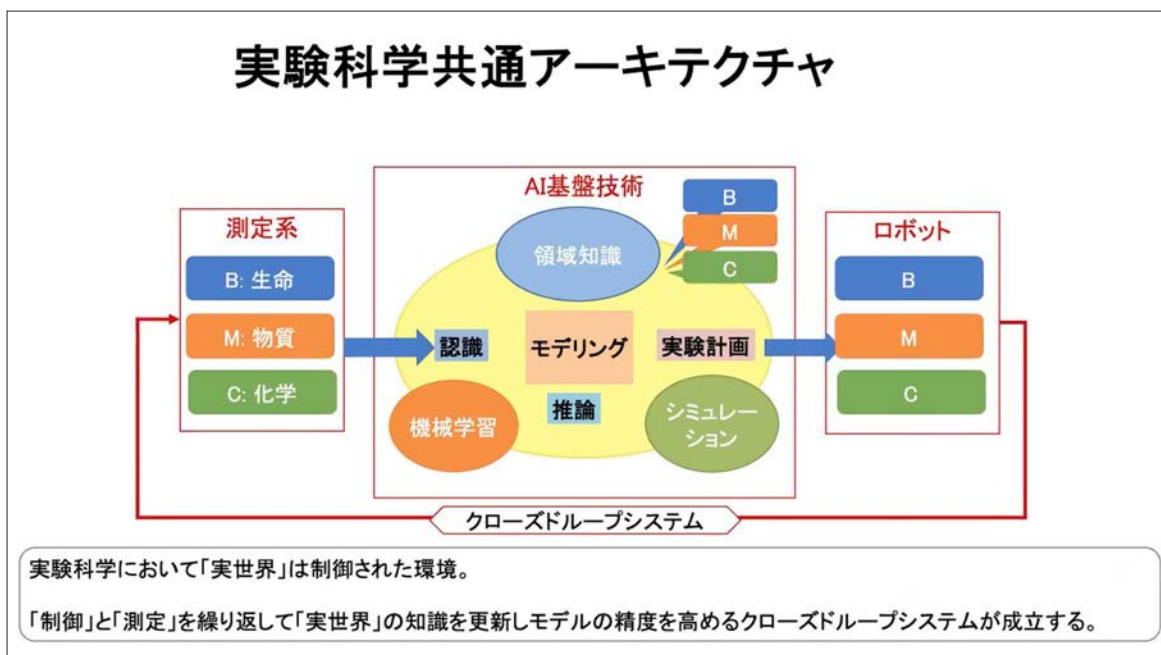 実験科学共通アーキテクチャ
測定系
B: 生命
M: 物質
C: 化学
AI基盤技術
B
M
C
領域知識
認識
モデリング
実験計画
推論
機械学習
シミュレー
ション
ロボット
B
M
C
クローズドループシステム
実験科学において「実世界」は制御された環境。
「制御」と「測定」を繰り返して「実世界」の知識を更新しモデルの精度を高めるクローズドループシステムが成立する。